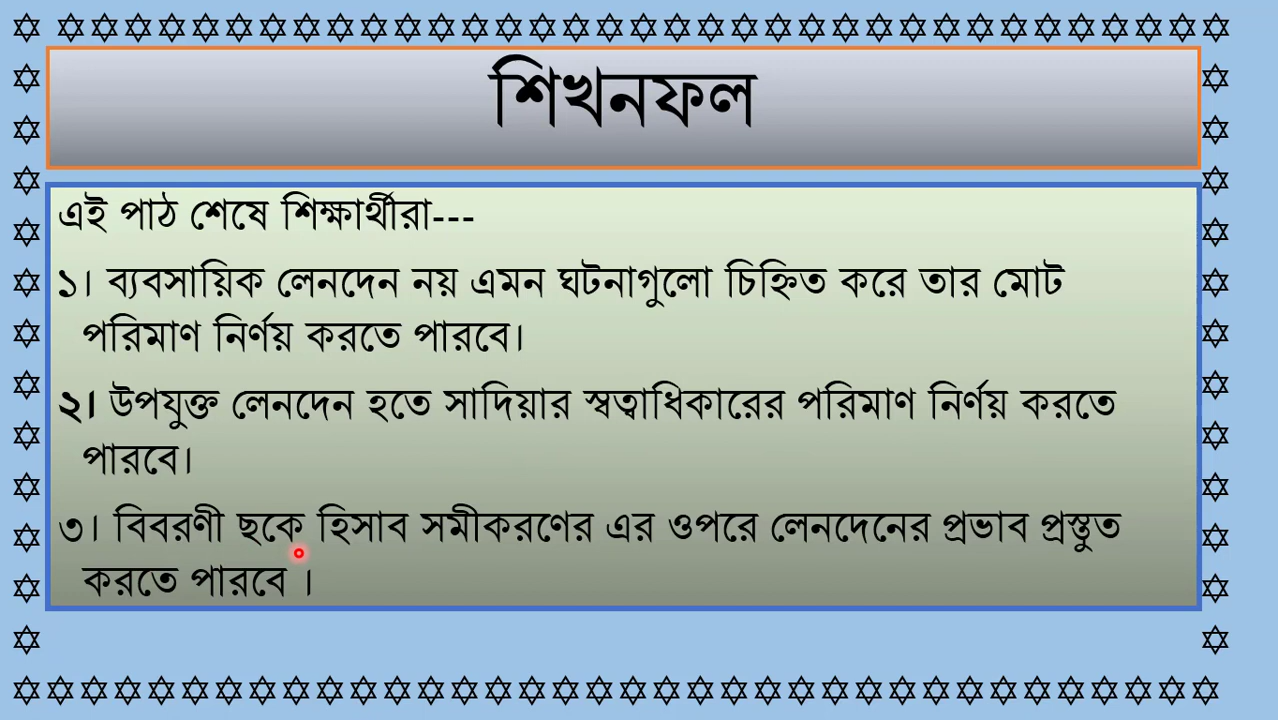 শিখনফল
এই পাঠ শেষে শিক্ষার্থীরা---
১। ব্যবসায়িক লেনদেন নয় এমন ঘটনাগুলো চিহ্নিত করে তার মোট
পরিমাণ নির্ণয় করতে পারবে।
২। উপযুক্ত লেনদেন হতে সাদিয়ার স্বত্বাধিকারের পরিমাণ নির্ণয় করতে
পারবে।
৩। বিবরণী ছকে হিসাব সমীকরণের এর ওপরে লেনদেনের প্রভাব প্রস্তুত
করতে পারবে ।